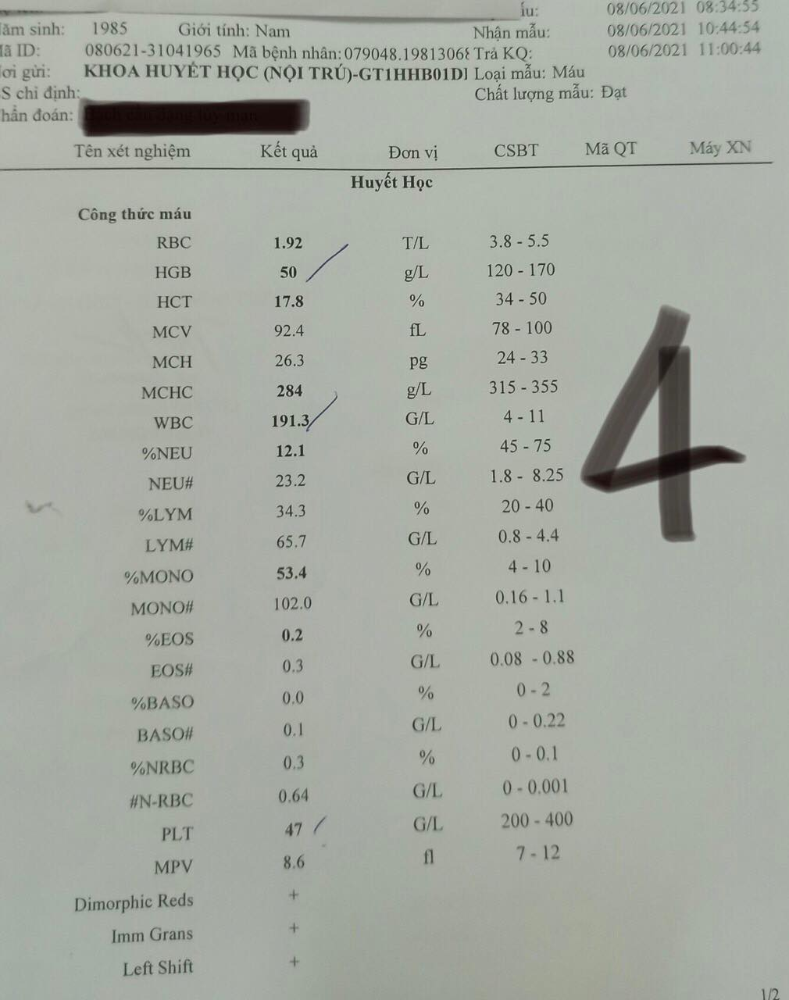 ấu: 08/06/2021 08:34:55
ăm sinh: 1985 Giới tính: Nam Nhận mẫu: 08/06/2021 10:44:54
ã ID: 080621-31041965 Mã bệnh nhân: 079048.1981306 Trả KQ: 08/06/2021 11:00:44
ơi gửi: KHOA HUYẾT HỌC (NỘI TRÚ)-GT1HHB01D Loại mẫu: Máu
S chỉ định: Chất lượng mẫu: Đạt
hẩn đoán:
Tên xét nghiệm Kết quả Đơn vị CSBT Mã QT Máy XN
Huyết Học
Công thức máu
RBC 1.92 T/L 3.8 - 5.5
HGB 50 g/L 120 - 170
HCT 17.8 % 34 - 50
MCV 92.4 fL 78 - 100
MCH 26.3 pg 24 - 33
MCHC 284 g/L 315 - 355
WBC 191.3 G/L 4 - 11
%NEU 12.1 % 45 - 75
NEU# 23.2 G/L 1.8 - 8.25
%LYM 34.3 % 20 - 40
LYM# 65.7 G/L 0.8 - 4.4
%MONO 53.4 % 4 - 10
MONO# 102.0 G/L 0.16 - 1.1
%EOS 0.2 % 2 - 8
EOS# 0.3 G/L 0.08 - 0.88
%BASO 0.0 % 0 - 2
BASO# 0.1 G/L 0 - 0.22
%NRBC 0.3 % 0 - 0.1
#N-RBC 0.64 G/L 0 - 0.001
PLT 47 G/L 200 - 400
MPV 8.6 fl 7 - 12
Dimorphic Reds +
Imm Grans +
Left Shift +
4
1/2